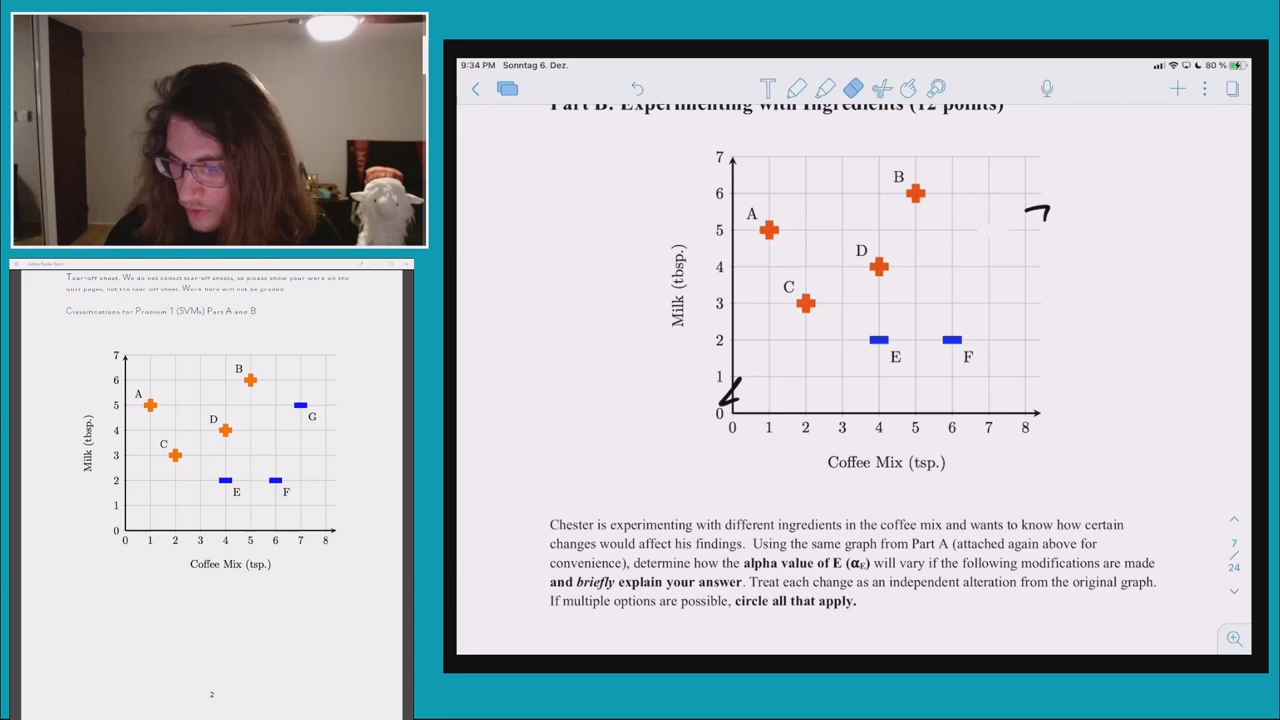 9:34 PM Sonntag 6. Dez.
80 %
Part B: Experimenting with Ingredients (12 points)
7
6
5
4
3
2
1
0
Milk (tbsp.)
A
B
C
D
E
F
0 1 2 3 4 5 6 7 8
Coffee Mix (tsp.)
Chester is experimenting with different ingredients in the coffee mix and wants to know how certain
changes would affect his findings. Using the same graph from Part A (attached again above for
convenience), determine how the alpha value of E (αE) will vary if the following modifications are made
and briefly explain your answer. Treat each change as an independent alteration from the original graph.
If multiple options are possible, circle all that apply.
7
/
24
Tear-off sheet. We do not collect tear-off sheets, so please show your work on the
quiz pages, not the tear-off sheet. Work here will not be graded.
Classifications for Problem 1 (SVMs) Part A and B
7
6
5
4
3
2
1
0
Milk (tbsp.)
A
B
C
D
E
F
G
0 1 2 3 4 5 6 7 8
Coffee Mix (tsp.)
2